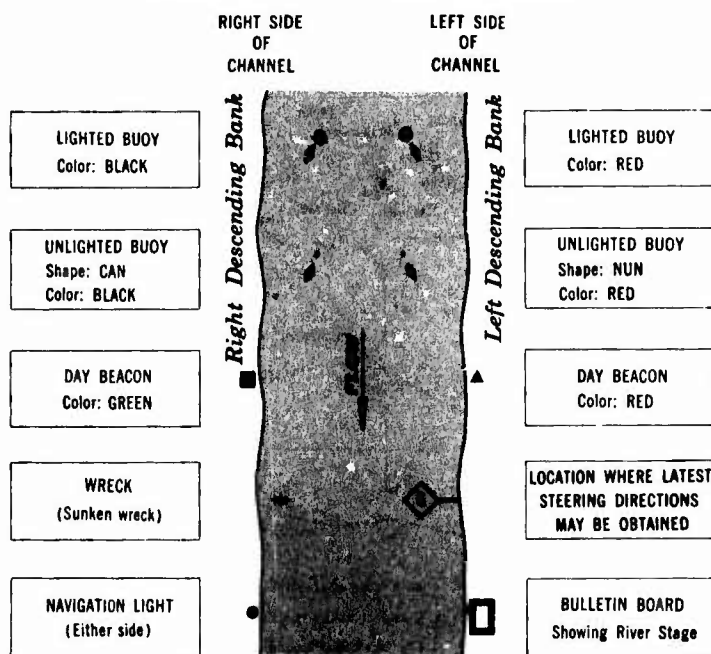 RIGHT SIDE
OF
CHANNEL
LEFT SIDE
OF
CHANNEL
LIGHTED BUOY
Color: BLACK
UNLIGHTED BUOY
Shape: CAN
Color: BLACK
DAY BEACON
Color: GREEN
WRECK
(Sunken wreck)
NAVIGATION LIGHT
(Either side)
Right Descending Bank
Left Descending Bank
LIGHTED BUOY
Color: RED
UNLIGHTED BUOY
Shape: NUN
Color: RED
DAY BEACON
Color: RED
LOCATION WHERE LATEST
STEERING DIRECTIONS
MAY BE OBTAINED
BULLETIN BOARD
Showing River Stage